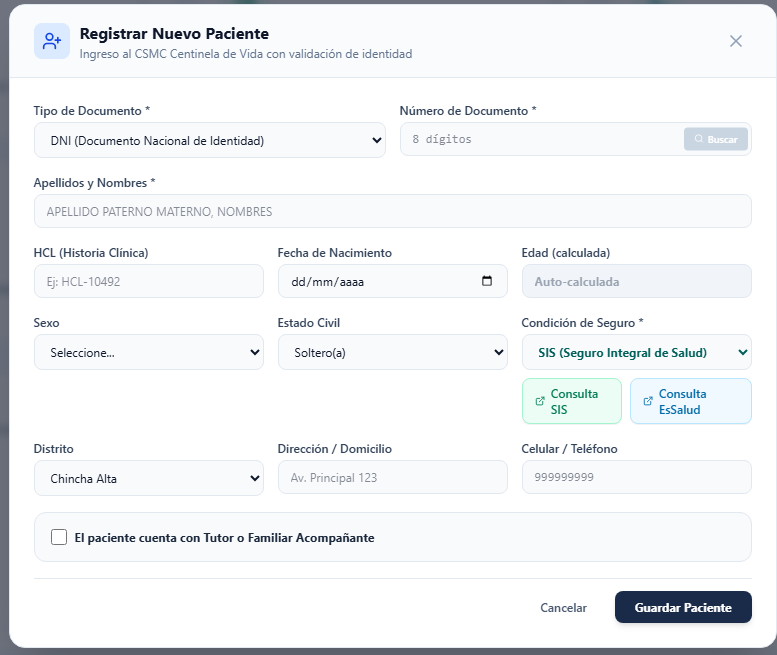 Registrar Nuevo Paciente
Ingreso al CSMC Centinela de Vida con validación de identidad
Tipo de Documento *
Número de Documento *
DNI (Documento Nacional de Identidad)
8 dígitos
Buscar
Apellidos y Nombres *
APELLIDO PATERNO MATERNO, NOMBRES
HCL (Historia Clínica)
Fecha de Nacimiento
Edad (calculada)
Ej: HCL-10492
dd/mm/aaaa
Auto-calculada
Sexo
Estado Civil
Condición de Seguro *
Seleccione...
Soltero(a)
SIS (Seguro Integral de Salud)
Consulta
SIS
Consulta
EsSalud
Distrito
Dirección / Domicilio
Celular / Teléfono
Chincha Alta
Av. Principal 123
999999999
El paciente cuenta con Tutor o Familiar Acompañante
Cancelar
Guardar Paciente